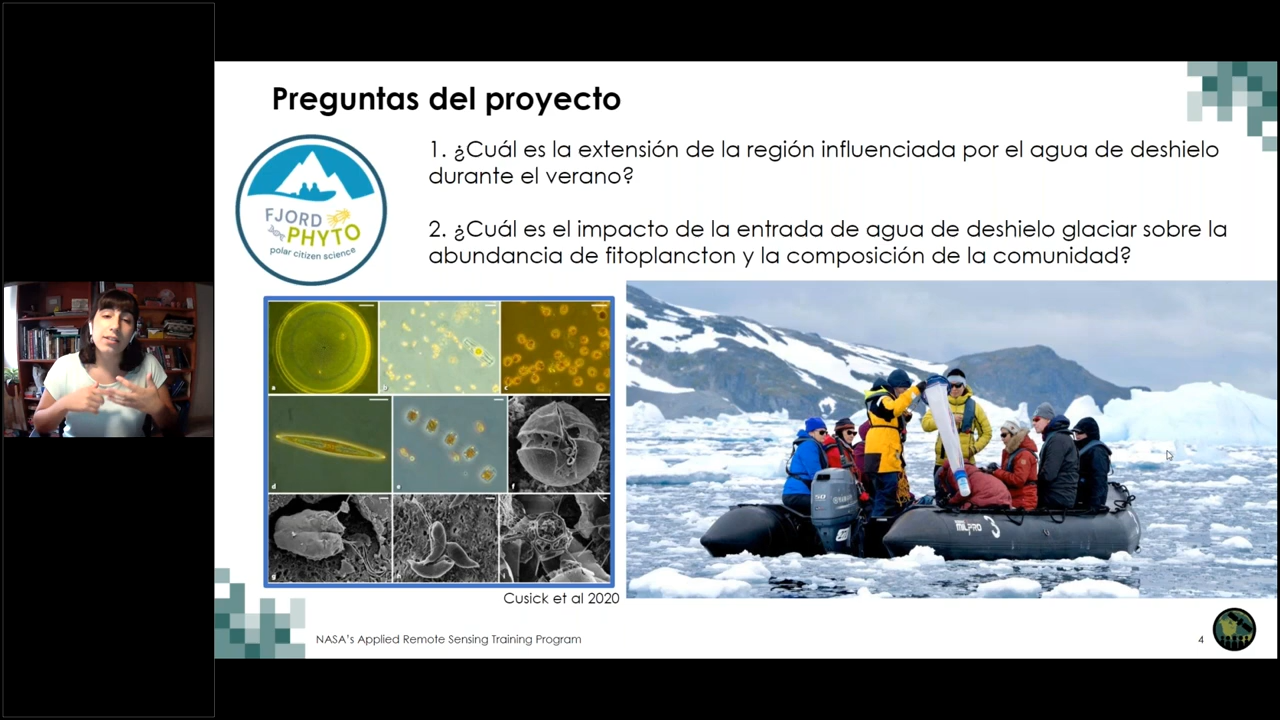 Preguntas del proyecto
1. ¿Cuál es la extensión de la región influenciada por el agua de deshielo
durante el verano?
2. ¿Cuál es el impacto de la entrada de agua de deshielo glaciar sobre la
abundancia de fitoplancton y la composición de la comunidad?
FJORD
PHYTO
polar citizen science
a
b
c
d
e
f
g
50
MILPRO
3
Cusick et al 2020
NASA's Applied Remote Sensing Training Program
4